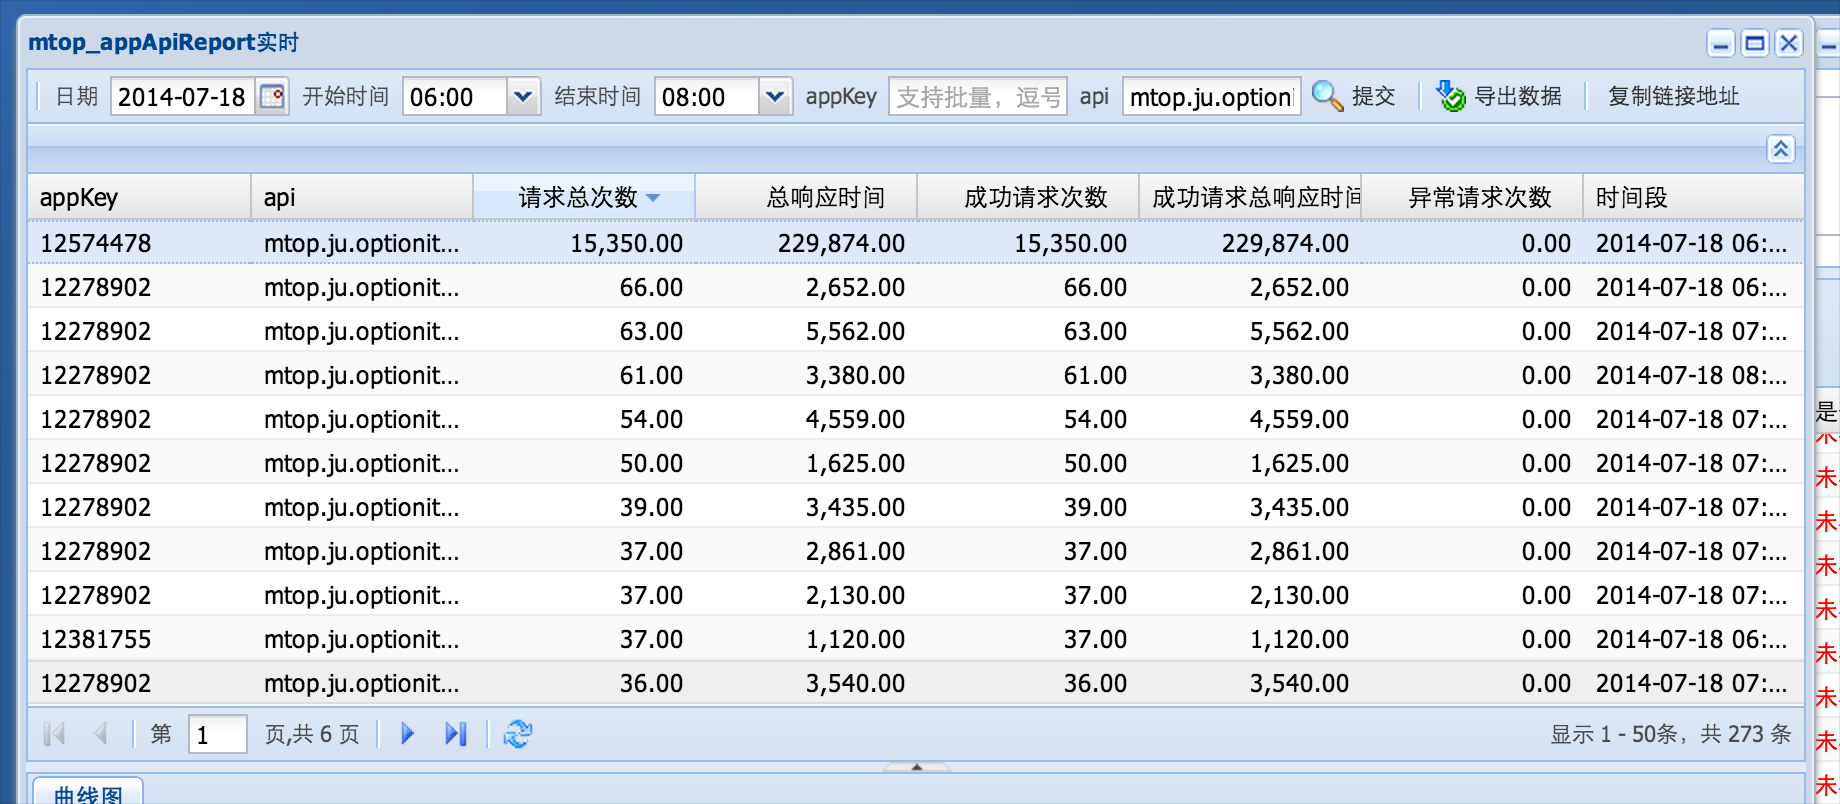 mtop_appApiReport实时
日期 2014-07-18 开始时间 06:00 结束时间 08:00 appKey 支持批量，逗号 api mtop.ju.option 提交 导出数据 复制链接地址
appKey api 请求总次数 总响应时间 成功请求次数 成功请求总响应时间 异常请求次数 时间段
12574478 mtop.ju.optionit... 15,350.00 229,874.00 15,350.00 229,874.00 0.00 2014-07-18 06:...
12278902 mtop.ju.optionit... 66.00 2,652.00 66.00 2,652.00 0.00 2014-07-18 06:...
12278902 mtop.ju.optionit... 63.00 5,562.00 63.00 5,562.00 0.00 2014-07-18 07:...
12278902 mtop.ju.optionit... 61.00 3,380.00 61.00 3,380.00 0.00 2014-07-18 08:...
12278902 mtop.ju.optionit... 54.00 4,559.00 54.00 4,559.00 0.00 2014-07-18 07:...
12278902 mtop.ju.optionit... 50.00 1,625.00 50.00 1,625.00 0.00 2014-07-18 07:...
12278902 mtop.ju.optionit... 39.00 3,435.00 39.00 3,435.00 0.00 2014-07-18 07:...
12278902 mtop.ju.optionit... 37.00 2,861.00 37.00 2,861.00 0.00 2014-07-18 07:...
12278902 mtop.ju.optionit... 37.00 2,130.00 37.00 2,130.00 0.00 2014-07-18 07:...
12381755 mtop.ju.optionit... 37.00 1,120.00 37.00 1,120.00 0.00 2014-07-18 06:...
12278902 mtop.ju.optionit... 36.00 3,540.00 36.00 3,540.00 0.00 2014-07-18 07:...
第 1 页,共 6 页 显示 1 - 50条，共 273 条
曲线图
是
未
未
未
未
未
未
未
未